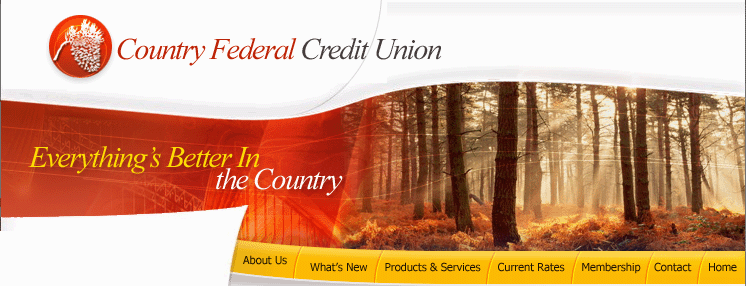 Country Federal Credit Union
Everything's Better In
the Country
About Us
What's New
Products & Services
Current Rates
Membership
Contact
Home